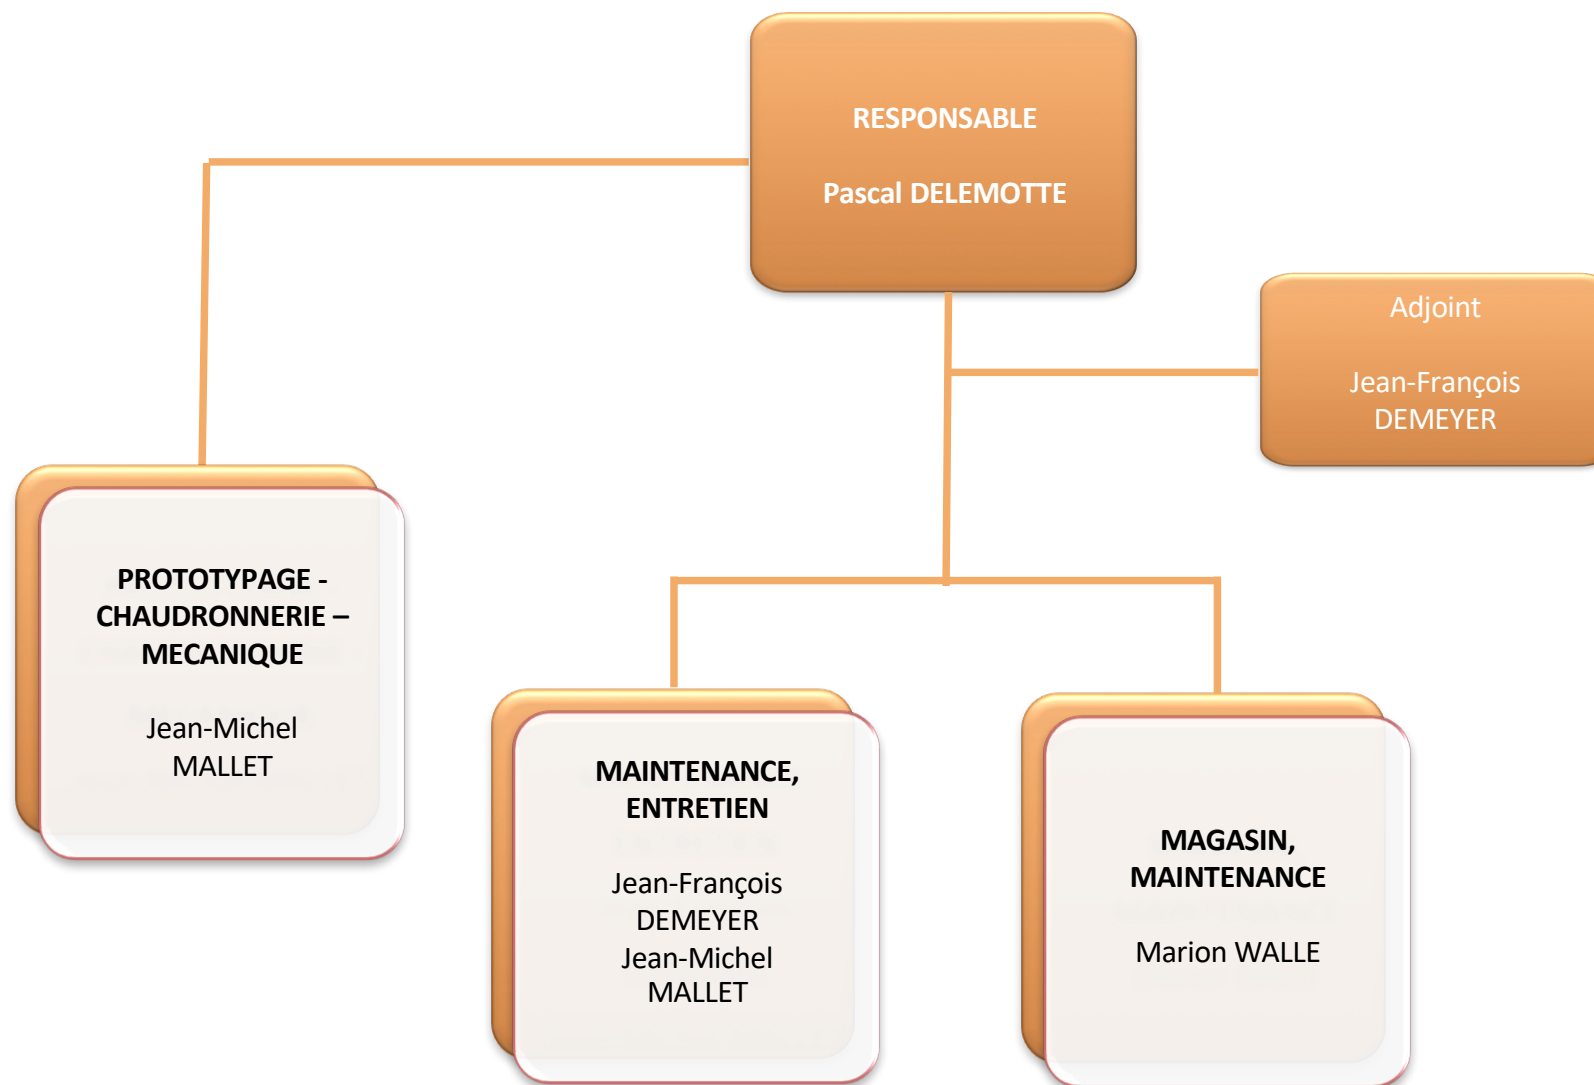 RESPONSABLE
Pascal DELEMOTTE
Adjoint
Jean-François
DEMEYER
PROTOTYPAGE -
CHAUDRONNERIE –
MECANIQUE
Jean-Michel
MALLET
MAINTENANCE,
ENTRETIEN
Jean-François
DEMEYER
Jean-Michel
MALLET
MAGASIN,
MAINTENANCE
Marion WALLE